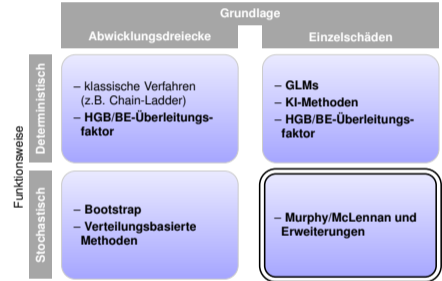 Grundlage
Abwicklungsdreiecke
Einzelschäden
Funktionsweise
Deterministisch
– klassische Verfahren
(z.B. Chain-Ladder)
– HGB/BE-Überleitungs-
faktor
– GLMs
– KI-Methoden
– HGB/BE-Überleitungs-
faktor
Stochastisch
– Bootstrap
– Verteilungsbasierte
Methoden
– Murphy/McLennan und
Erweiterungen